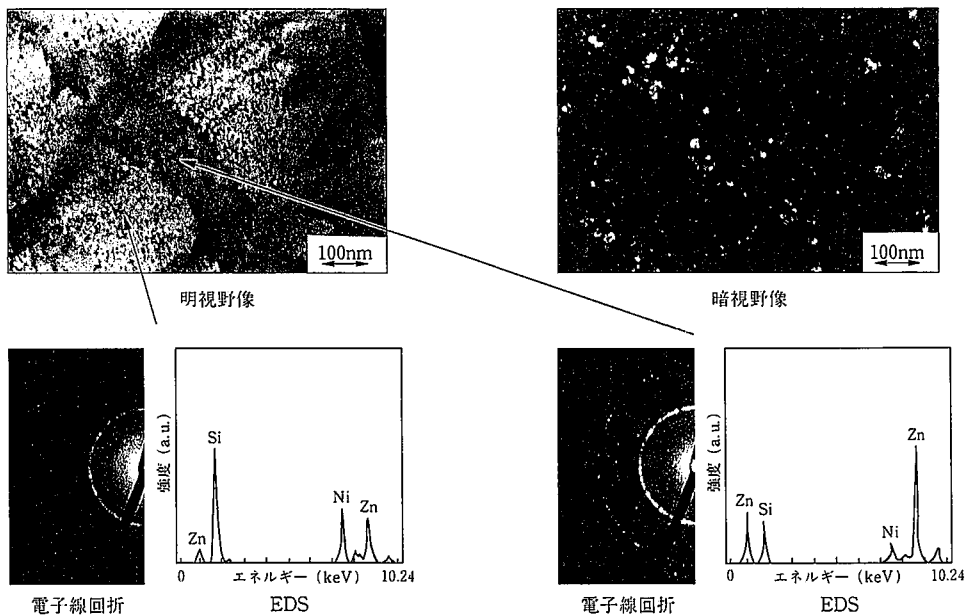 100nm
100nm
明視野像
暗視野像
強度 (a.u.)
Zn
Si
Ni
Zn
0
10.24
エネルギー (keV)
強度 (a.u.)
Zn
Si
Ni
Zn
0
10.24
エネルギー (keV)
電子線回折
EDS
電子線回折
EDS